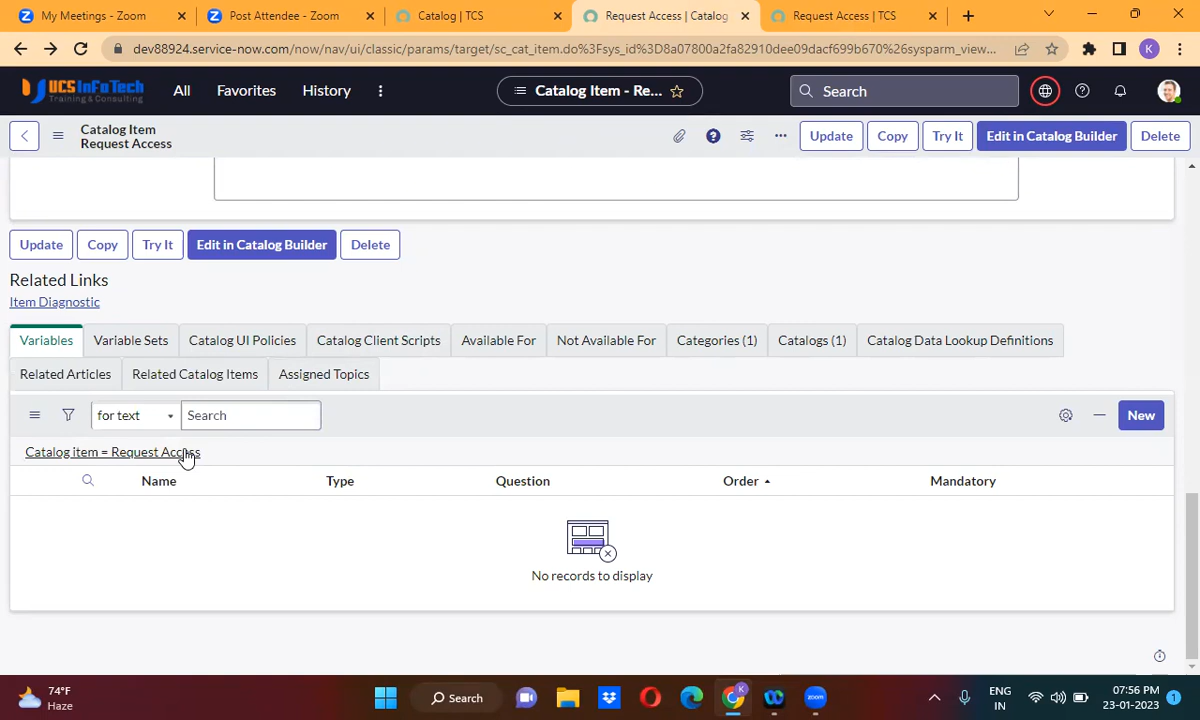 My Meetings - Zoom
Post Attendee - Zoom
Catalog | TCS
Request Access | Catalog
Request Access | TCS
dev88924.service-now.com/now/nav/ui/classic/params/target/sc_cat_item.do%3Fsys_id%3D8a07800a2fa82910dee09dacf699b670%26sysparm_view...
K
UCS InfoTech
Training & Consulting
All
Favorites
History
Catalog Item - Re...
Search
Catalog Item
Request Access
Update
Copy
Try It
Edit in Catalog Builder
Delete
Update
Copy
Try It
Edit in Catalog Builder
Delete
Related Links
Item Diagnostic
Variables
Variable Sets
Catalog UI Policies
Catalog Client Scripts
Available For
Not Available For
Categories (1)
Catalogs (1)
Catalog Data Lookup Definitions
Related Articles
Related Catalog Items
Assigned Topics
for text
Search
New
Catalog item = Request Access
Name
Type
Question
Order
Mandatory
No records to display
74°F
Haze
Search
K
zoom
ENG
IN
07:56 PM
23-01-2023
1